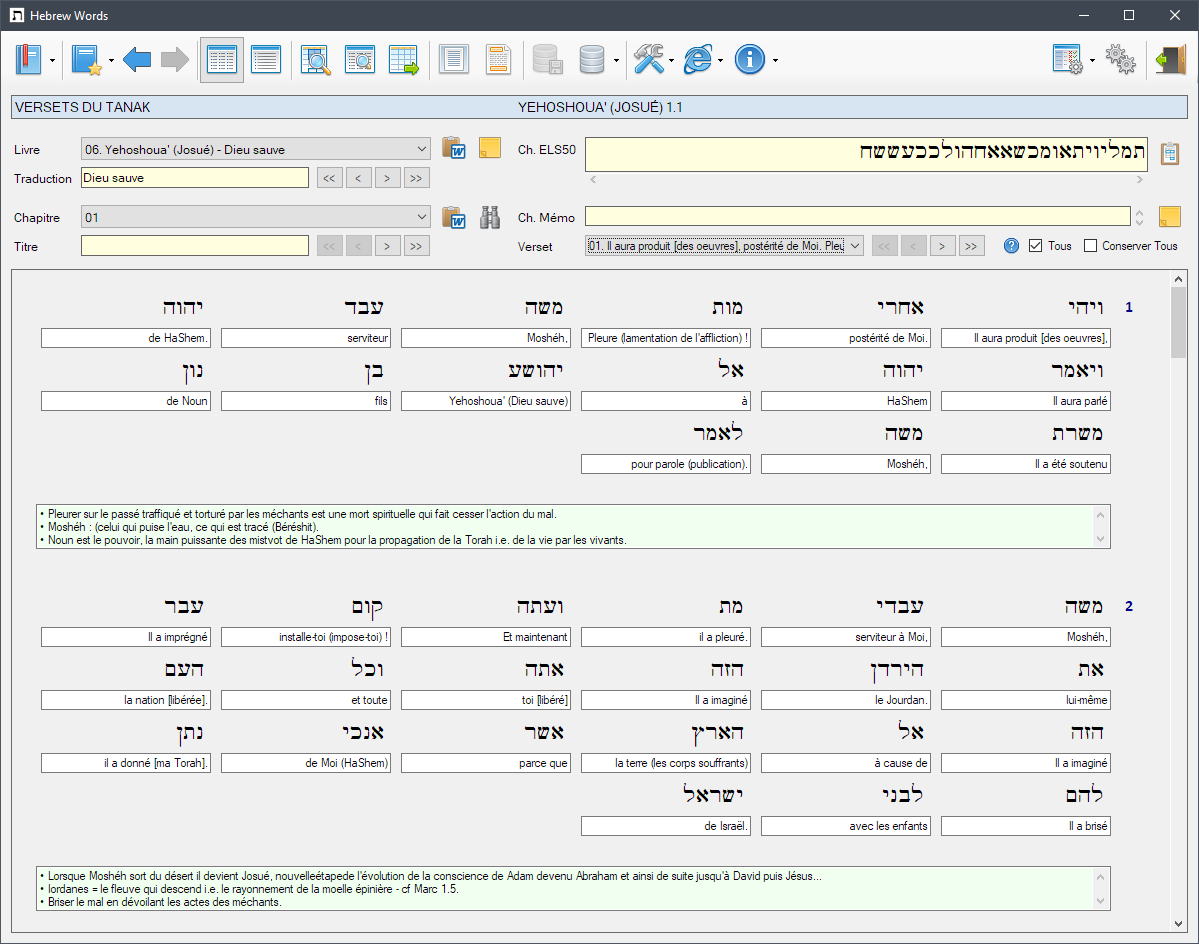 ת Hebrew Words
VERSETS DU TANAK YEHOSHOUA' (JOSUÉ) 1.1
Livre 06. Yehoshoua' (Josué) - Dieu sauve
Traduction Dieu sauve << < > >>
Chapitre 01
Titre << < > >>
Ch. ELS50 תמליויתאומכשאאחהולככעששח
Ch. Mémo
Verset 01. Il aura produit [des oeuvres], postérité de Moi. Pleu << < > >> Tous Conserver Tous
1 ויהי אחרי מות משה עבד יהוה
Il aura produit [des oeuvres], postérité de Moi. Pleure (lamentation de l'affliction) ! Moshéh, serviteur de HaShem.
ויאמר יהוה אל יהושע בן נון
Il aura parlé HaShem à Yehoshoua' (Dieu sauve) fils de Noun
משרת משה לאמר
Il a été soutenu Moshéh, pour parole (publication).
• Pleurer sur le passé traffiqué et torturé par les méchants est une mort spirituelle qui fait cesser l'action du mal.
• Moshéh : (celui qui puise l'eau, ce qui est tracé (Béréshit).
• Noun est le pouvoir, la main puissante des mistvot de HaShem pour la propagation de la Torah i.e. de la vie par les vivants.
2 משה עבדי מת ועתה קום עבר
Moshéh, serviteur à Moi, il a pleuré. Et maintenant installe-toi (impose-toi) ! Il a imprégné
את הירדן הזה אתה וכל העם
lui-même le Jourdan. Il a imaginé toi [libéré] et toute la nation [libérée].
הזה אל הארץ אשר אנכי נתן
Il a imaginé à cause de la terre (les corps souffrants) parce que de Moi (HaShem) il a donné [ma Torah].
להם לבני ישראל
Il a brisé avec les enfants de Israël.
• Lorsque Moshéh sort du désert il devient Josué, nouvelleétapede l'évolution de la conscience de Adam devenu Abraham et ainsi de suite jusqu'à David puis Jésus...
• Iordanes = le fleuve qui descend i.e. le rayonnement de la moelle épinière - cf Marc 1.5.
• Briser le mal en dévoilant les actes des méchants.